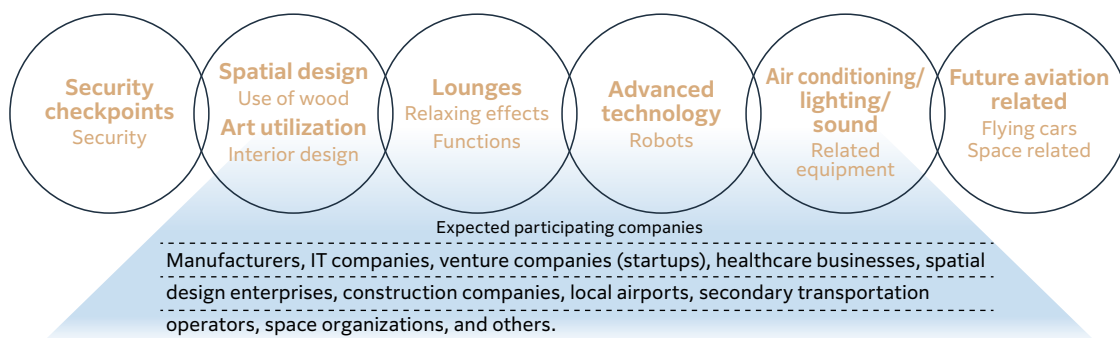 Security
checkpoints
Security
Spatial design
Use of wood
Art utilization
Interior design
Lounges
Relaxing effects
Functions
Advanced
technology
Robots
Air conditioning/
lighting/
sound
Related
equipment
Future aviation
related
Flying cars
Space related
Expected participating companies
Manufacturers, IT companies, venture companies (startups), healthcare businesses, spatial
design enterprises, construction companies, local airports, secondary transportation
operators, space organizations, and others.